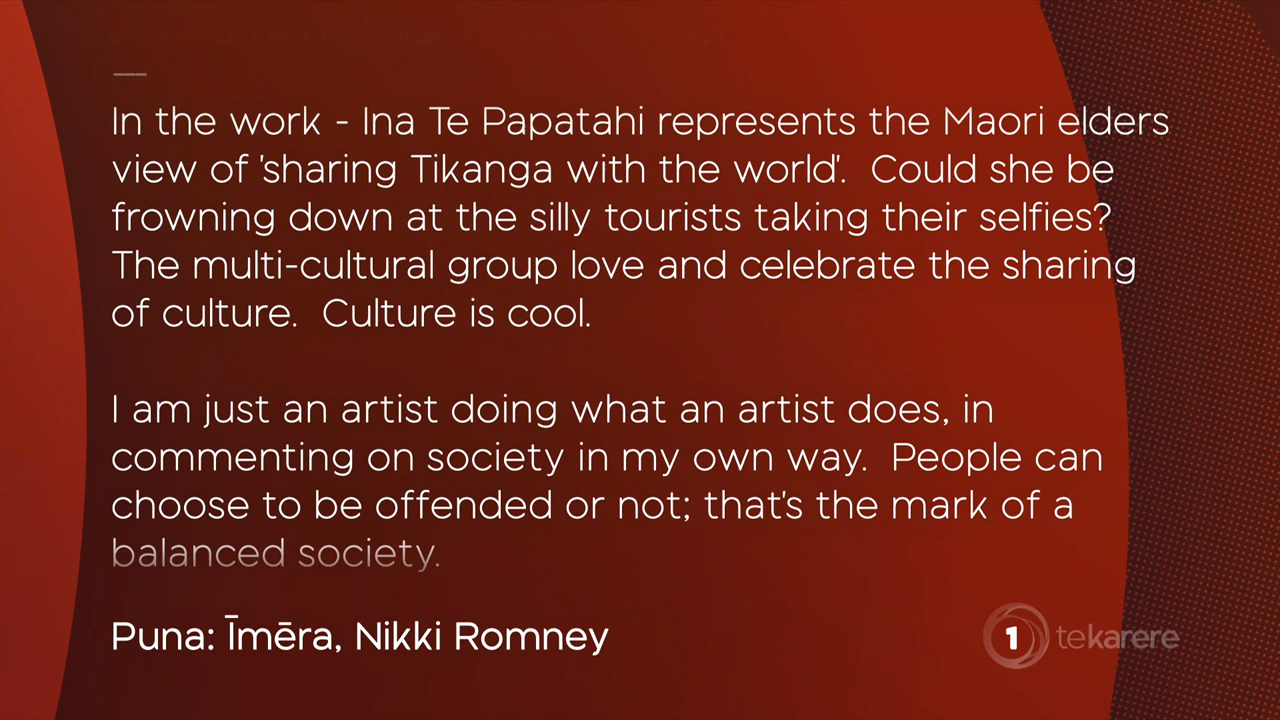 In the work - Ina Te Papatahi represents the Maori elders
view of 'sharing Tikanga with the world'. Could she be
frowning down at the silly tourists taking their selfies?
The multi-cultural group love and celebrate the sharing
of culture. Culture is cool.
I am just an artist doing what an artist does, in
commenting on society in my own way. People can
choose to be offended or not; that's the mark of a
balanced society.
Puna: Īmēra, Nikki Romney
1 tekarere